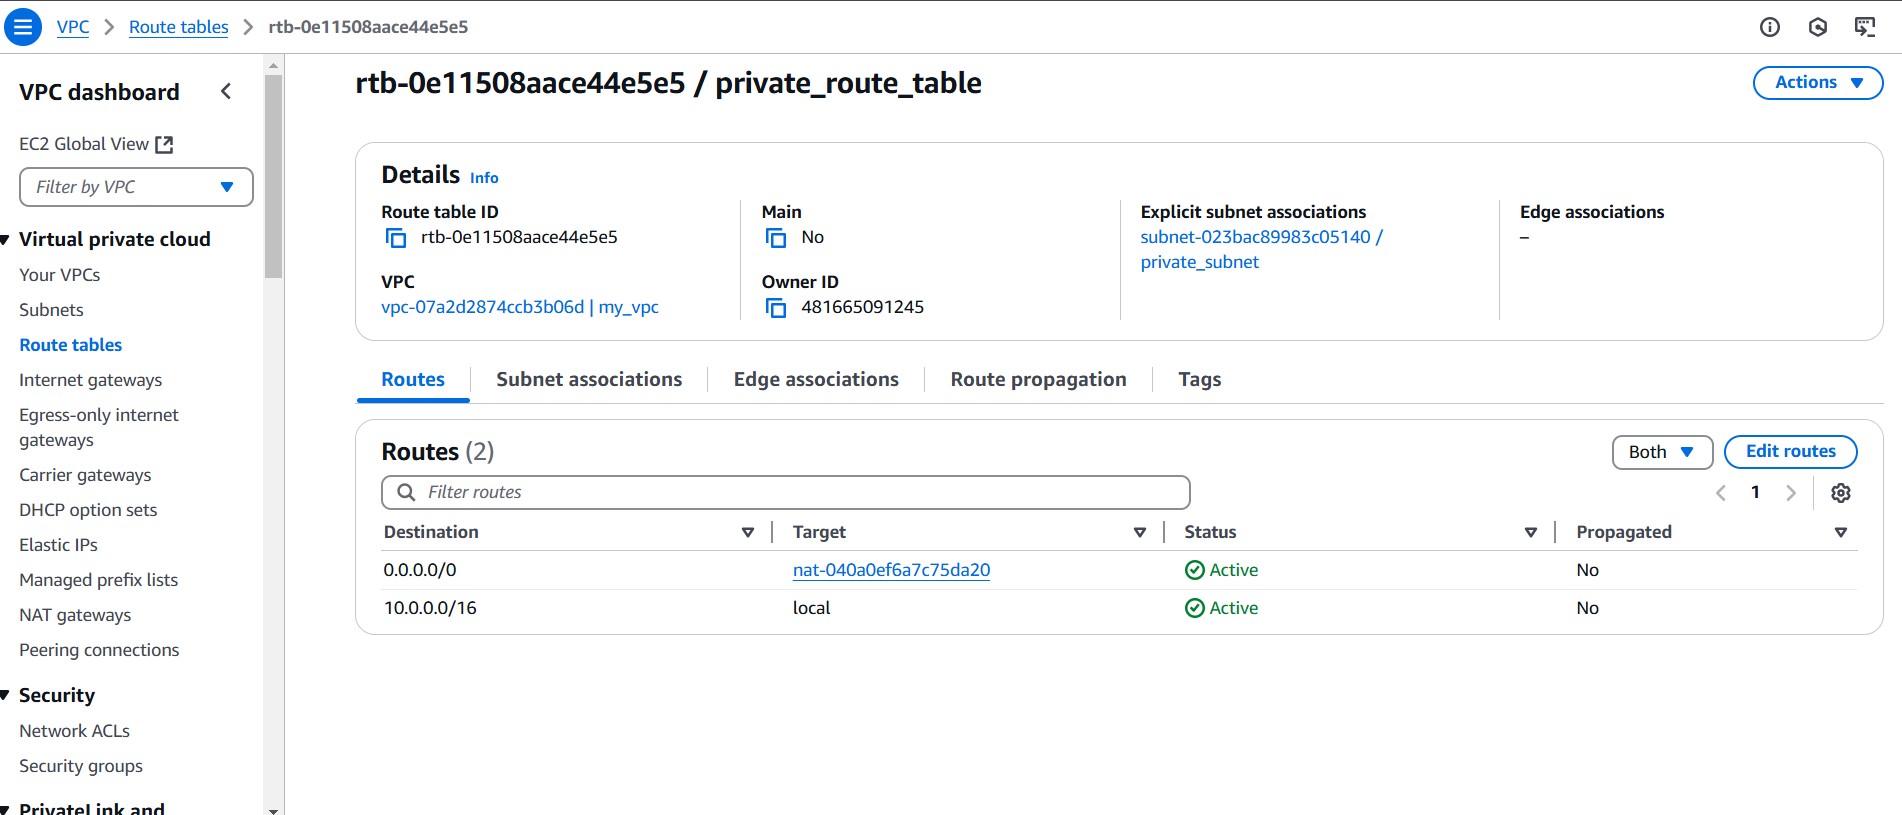 VPC > Route tables > rtb-0e11508aace44e5e5
VPC dashboard
EC2 Global View
Filter by VPC
Virtual private cloud
Your VPCs
Subnets
Route tables
Internet gateways
Egress-only internet
gateways
Carrier gateways
DHCP option sets
Elastic IPs
Managed prefix lists
NAT gateways
Peering connections
Security
Network ACLs
Security groups
PrivateLink and
rtb-0e11508aace44e5e5 / private_route_table
Actions
Details Info
Route table ID
rtb-0e11508aace44e5e5
Main
No
Explicit subnet associations
subnet-023bac89983c05140 /
private_subnet
Edge associations
–
VPC
vpc-07a2d2874ccb3b06d | my_vpc
Owner ID
481665091245
Routes Subnet associations Edge associations Route propagation Tags
Routes (2)
Both Edit routes
Filter routes
1
Destination Target Status Propagated
0.0.0.0/0 nat-040a0ef6a7c75da20 Active No
10.0.0.0/16 local Active No